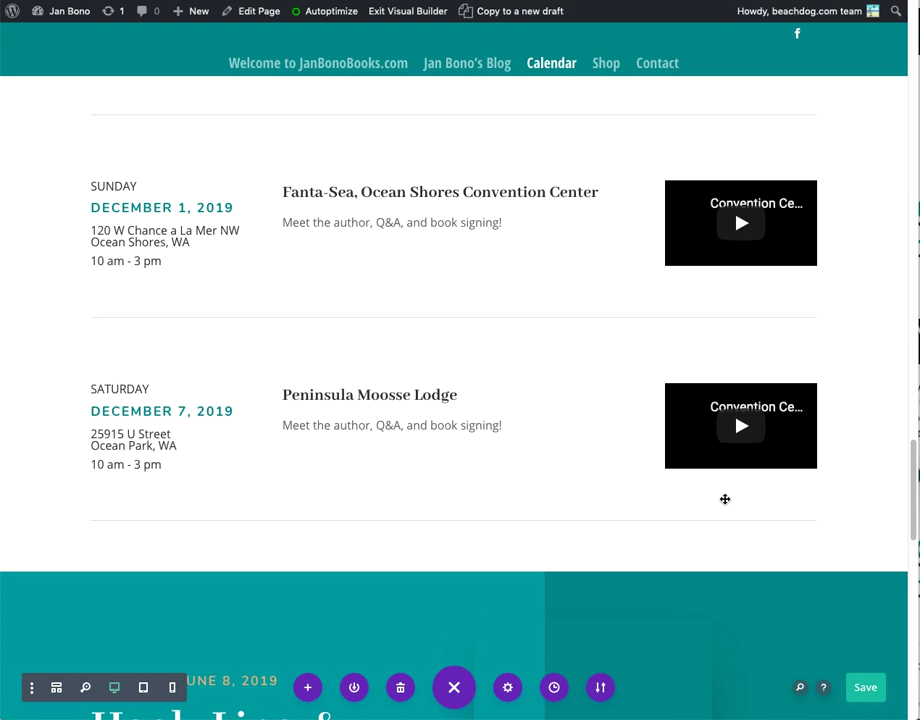 Jan Bono 1 0 New Edit Page Autoptimize Exit Visual Builder Copy to a new draft Howdy, beachdog.com team
f
Welcome to JanBonoBooks.com Jan Bono's Blog Calendar Shop Contact
SUNDAY
DECEMBER 1, 2019
120 W Chance a La Mer NW
Ocean Shores, WA
10 am - 3 pm
Fanta-Sea, Ocean Shores Convention Center
Meet the author, Q&A, and book signing!
Convention Ce...
SATURDAY
DECEMBER 7, 2019
25915 U Street
Ocean Park, WA
10 am - 3 pm
Peninsula Moosse Lodge
Meet the author, Q&A, and book signing!
Convention Ce...
UNE 8, 2019
? Save